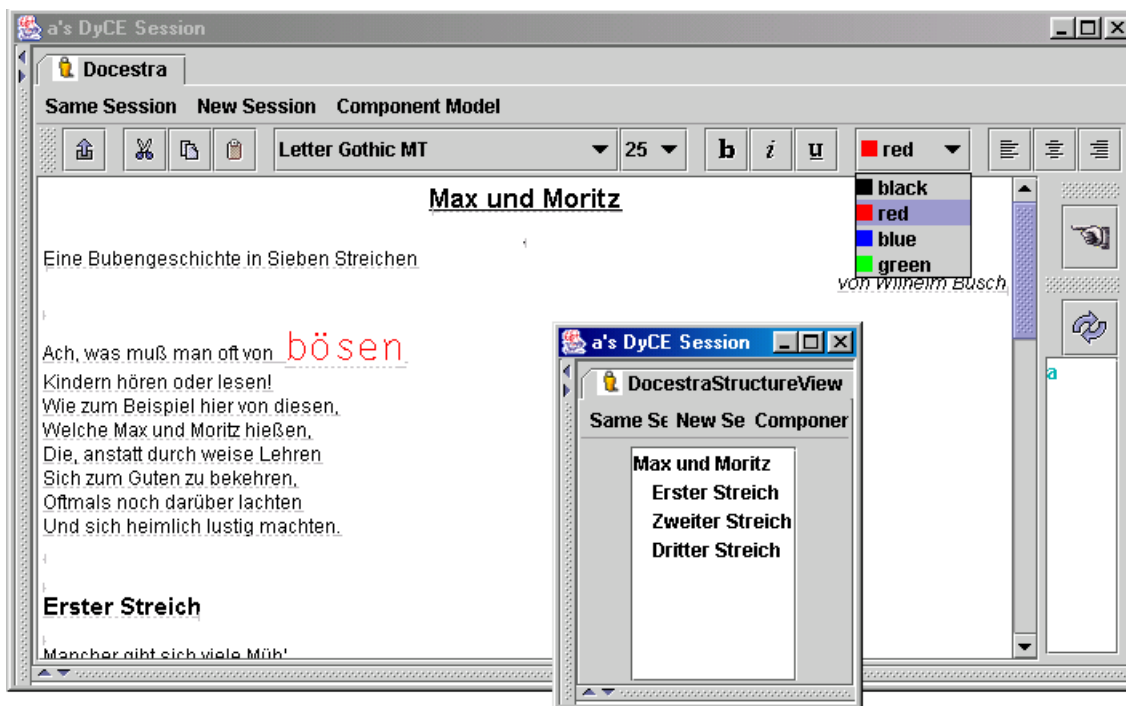 a's DyCE Session
Docestra
Same Session New Session Component Model
Letter Gothic MT 25 b i u red
black
red
blue
green
Max und Moritz
Eine Bubengeschichte in Sieben Streichen
von Wilhelm Busch
Ach, was muß man oft von bösen
Kindern hören oder lesen!
Wie zum Beispiel hier von diesen,
Welche Max und Moritz hießen,
Die, anstatt durch weise Lehren
Sich zum Guten zu bekehren,
Oftmals noch darüber lachten
Und sich heimlich lustig machten.
Erster Streich
Mancher gibt sich viele Müh'
a
a's DyCE Session
DocestraStructureView
Same Se New Se Componer
Max und Moritz
Erster Streich
Zweiter Streich
Dritter Streich